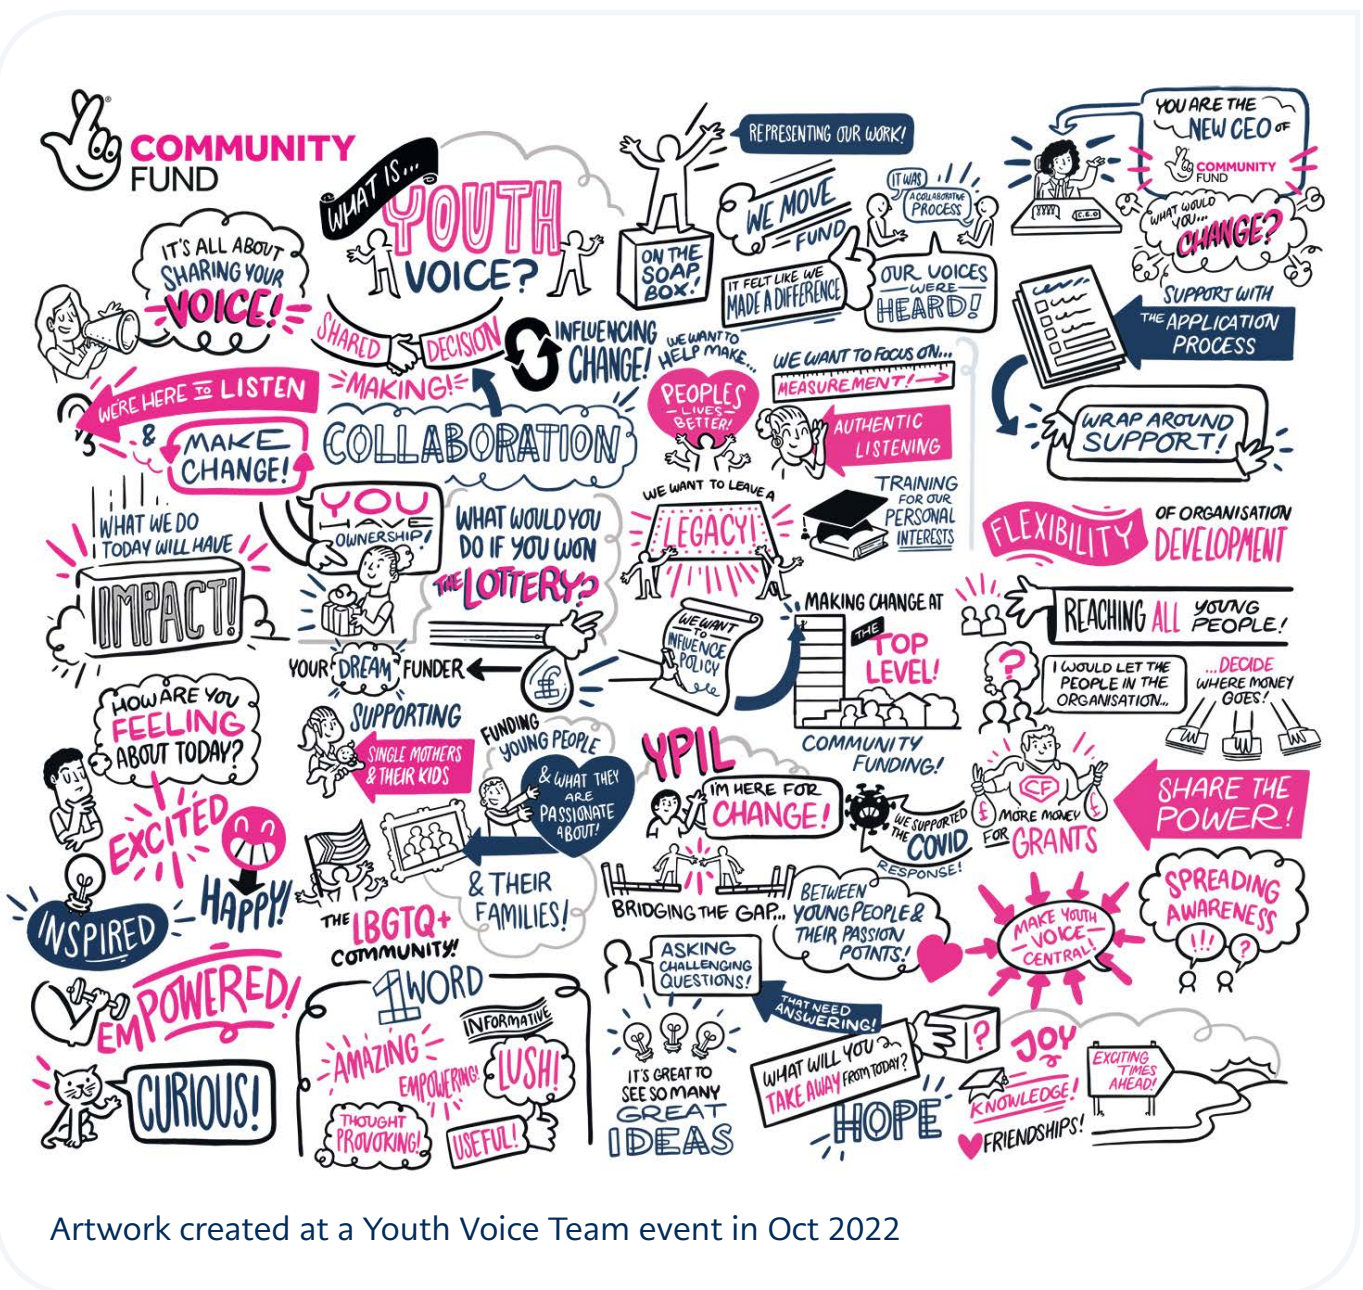 COMMUNITY
FUND
WHAT IS...
YOUTH
VOICE?
IT'S ALL ABOUT
SHARING YOUR
VOICE!
SHARED
DECISION
MAKING!
INFLUENCING
CHANGE!
WE'RE HERE TO LISTEN
&
MAKE
CHANGE!
COLLABORATION
ON THE
SOAP
BOX!
REPRESENTING OUR WORK!
WE MOVE
FUND
IT WAS
A COLLABORATIVE
PROCESS
IT FELT LIKE WE
MADE A DIFFERENCE
OUR VOICES
WERE
HEARD!
YOU ARE THE
NEW CEO OF
COMMUNITY
FUND
C.E.O
WHAT WOULD
YOU...
CHANGE?
SUPPORT WITH
THE APPLICATION
PROCESS
WRAP AROUND
SUPPORT!
WE WANT TO
HELP MAKE...
PEOPLES
LIVES
BETTER!
WE WANT TO FOCUS ON...
MEASUREMENT!
AUTHENTIC
LISTENING
TRAINING
FOR OUR
PERSONAL
INTERESTS
WE WANT TO LEAVE A
LEGACY!
FLEXIBILITY
OF ORGANISATION
DEVELOPMENT
WHAT WE DO
TODAY WILL HAVE
IMPACT!
YOU
HAVE
OWNERSHIP!
WHAT WOULD YOU
DO IF YOU WON
THE LOTTERY?
YOUR DREAM FUNDER
£
WE WANT
TO
INFLUENCE
POLICY
MAKING CHANGE AT
THE
TOP
LEVEL!
COMMUNITY
FUNDING!
REACHING ALL YOUNG
PEOPLE!
?
I WOULD LET THE
PEOPLE IN THE
ORGANISATION...
...DECIDE
WHERE MONEY
GOES!
HOW ARE YOU
FEELING
ABOUT TODAY?
EXCITED
HAPPY!
INSPIRED
EMPOWERED!
CURIOUS!
SUPPORTING
SINGLE MOTHERS
& THEIR KIDS
FUNDING
YOUNG PEOPLE
& WHAT THEY
ARE
PASSIONATE
ABOUT!
& THEIR
FAMILIES!
THE LBGTQ+
COMMUNITY!
YPIL
I'M HERE FOR
CHANGE!
WE SUPPORTED
THE COVID
RESPONSE!
CF
£
£
MORE MONEY
FOR GRANTS
SHARE THE
POWER!
BRIDGING THE GAP...
BETWEEN
YOUNG PEOPLE &
THEIR PASSION
POINTS!
MAKE YOUTH
VOICE
CENTRAL!
SPREADING
AWARENESS
!!!
?
1 WORD
INFORMATIVE
AMAZING
EMPOWERING!
LUSH!
THOUGHT
PROVOKING!
USEFUL!
ASKING
CHALLENGING
QUESTIONS!
THAT NEED
ANSWERING!
IT'S GREAT TO
SEE SO MANY
GREAT
IDEAS
WHAT WILL YOU
TAKE AWAY FROM TODAY?
?
HOPE
JOY
KNOWLEDGE!
FRIENDSHIPS!
EXCITING
TIMES
AHEAD!
Artwork created at a Youth Voice Team event in Oct 2022